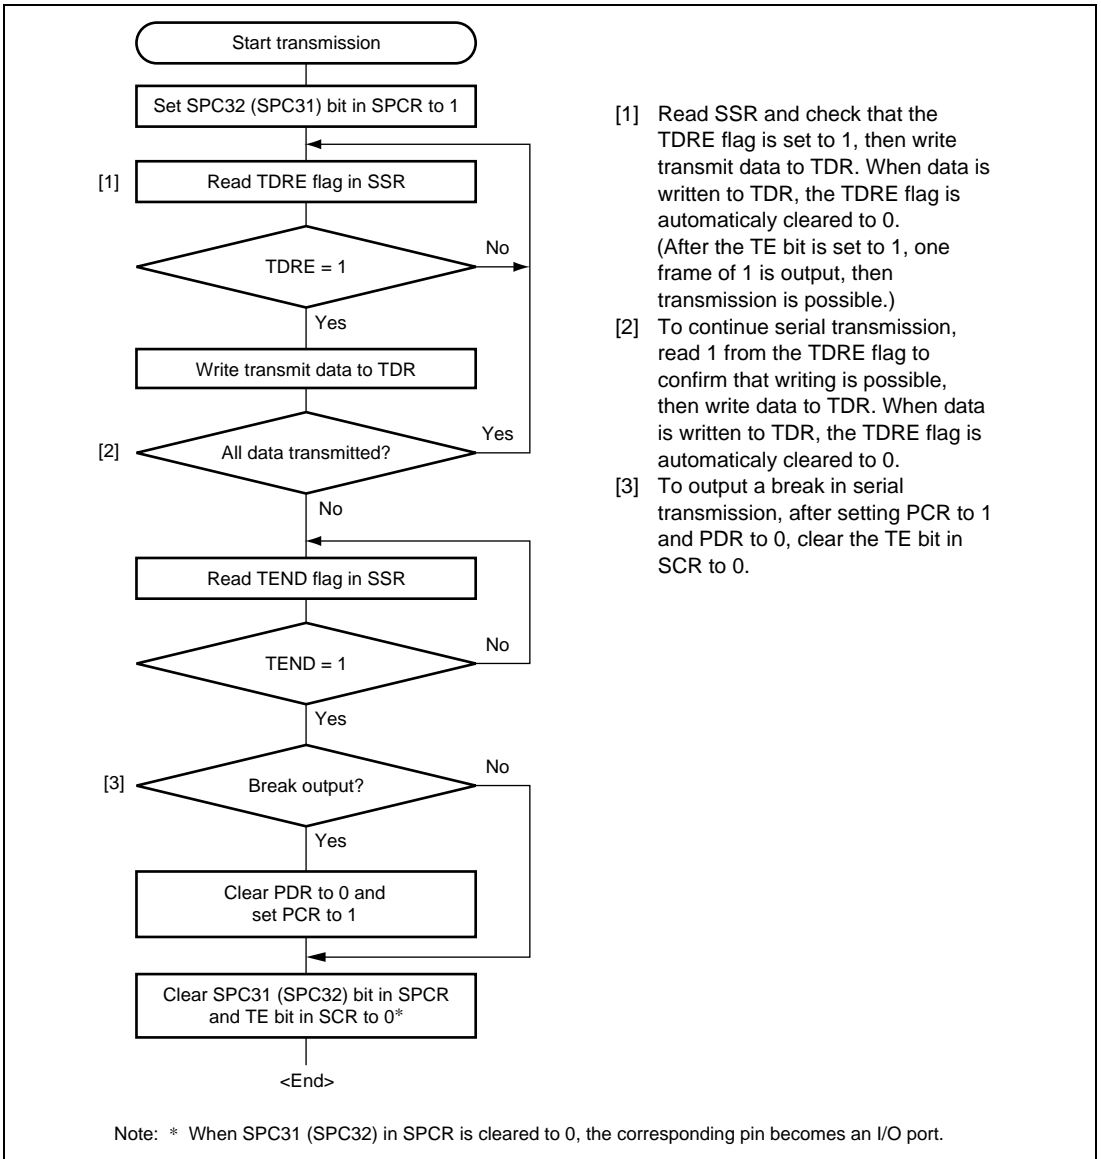 Start transmission
Set SPC32 (SPC31) bit in SPCR to 1
[1]
Read TDRE flag in SSR
TDRE = 1
No
Yes
Write transmit data to TDR
[2]
All data transmitted?
Yes
No
Read TEND flag in SSR
TEND = 1
No
Yes
[3]
Break output?
No
Yes
Clear PDR to 0 and
set PCR to 1
Clear SPC31 (SPC32) bit in SPCR
and TE bit in SCR to 0*
<End>
[1] Read SSR and check that the
TDRE flag is set to 1, then write
transmit data to TDR. When data is
written to TDR, the TDRE flag is
automaticaly cleared to 0.
(After the TE bit is set to 1, one
frame of 1 is output, then
transmission is possible.)
[2] To continue serial transmission,
read 1 from the TDRE flag to
confirm that writing is possible,
then write data to TDR. When data
is written to TDR, the TDRE flag is
automaticaly cleared to 0.
[3] To output a break in serial
transmission, after setting PCR to 1
and PDR to 0, clear the TE bit in
SCR to 0.
Note: * When SPC31 (SPC32) in SPCR is cleared to 0, the corresponding pin becomes an I/O port.